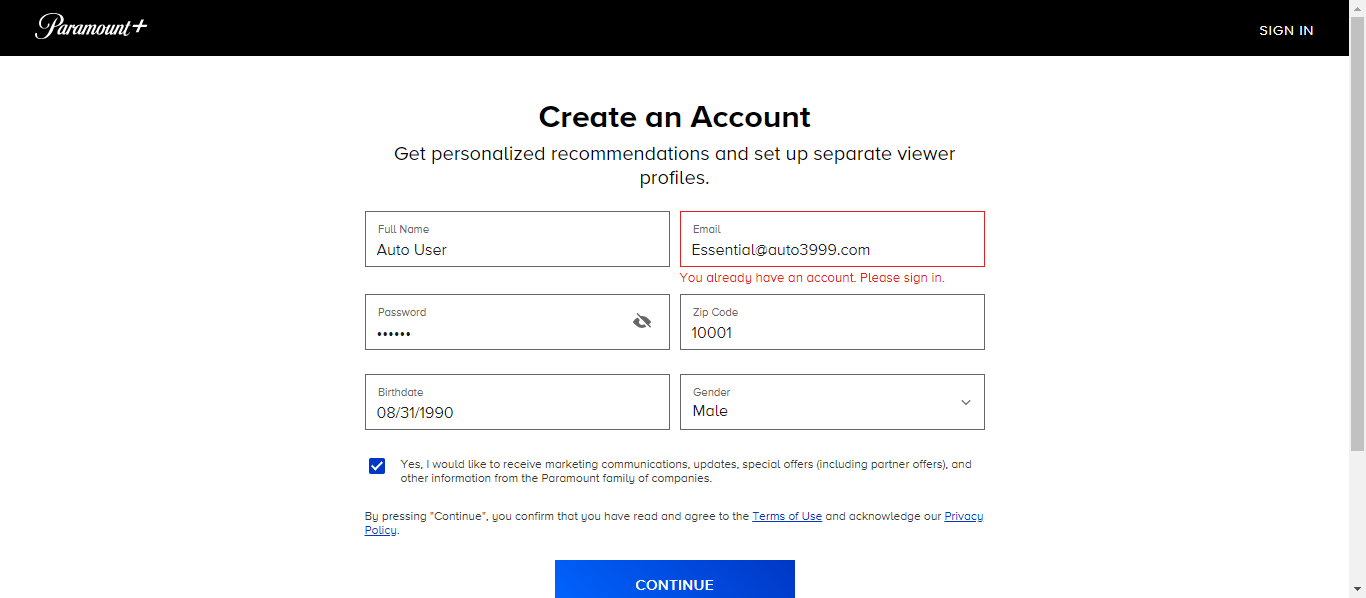 Paramount+
SIGN IN
Create an Account
Get personalized recommendations and set up separate viewer
profiles.
Full Name
Auto User
Email
Essential@auto3999.com
You already have an account. Please sign in.
Password
••••••
Zip Code
10001
Birthdate
08/31/1990
Gender
Male
Yes, I would like to receive marketing communications, updates, special offers (including partner offers), and
other information from the Paramount family of companies.
By pressing "Continue", you confirm that you have read and agree to the Terms of Use and acknowledge our Privacy
Policy.
CONTINUE